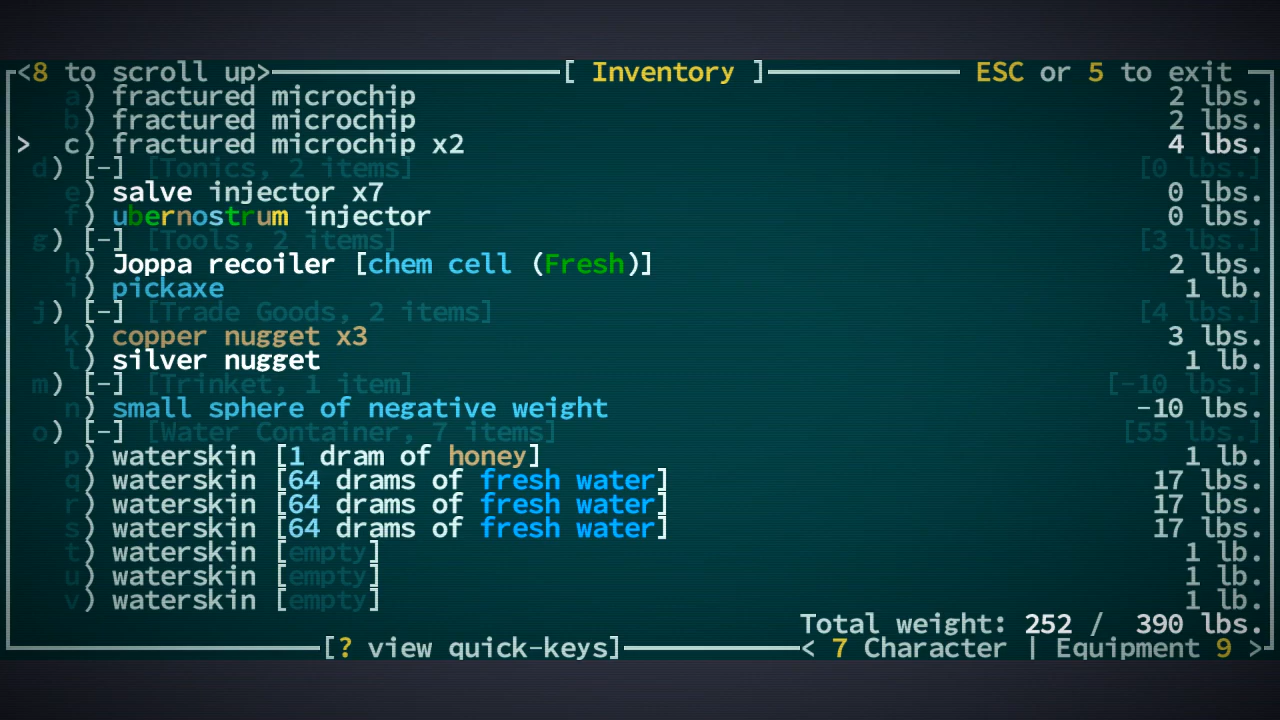 <8 to scroll up> [ Inventory ] ESC or 5 to exit
a) fractured microchip 2 lbs.
b) fractured microchip 2 lbs.
> c) fractured microchip x2 4 lbs.
d) [-] [Tonics, 2 items] [0 lbs.]
e) salve injector x7 0 lbs.
f) ubernostrum injector 0 lbs.
g) [-] [Tools, 2 items] [3 lbs.]
h) Joppa recoiler [chem cell (Fresh)] 2 lbs.
i) pickaxe 1 lb.
j) [-] [Trade Goods, 2 items] [4 lbs.]
k) copper nugget x3 3 lbs.
l) silver nugget 1 lb.
m) [-] [Trinket, 1 item] [-10 lbs.]
n) small sphere of negative weight -10 lbs.
o) [-] [Water Container, 7 items] [55 lbs.]
p) waterskin [1 dram of honey] 1 lb.
q) waterskin [64 drams of fresh water] 17 lbs.
r) waterskin [64 drams of fresh water] 17 lbs.
s) waterskin [64 drams of fresh water] 17 lbs.
t) waterskin [empty] 1 lb.
u) waterskin [empty] 1 lb.
v) waterskin [empty] 1 lb.
Total weight: 252 / 390 lbs.
[? view quick-keys] < 7 Character | Equipment 9 >